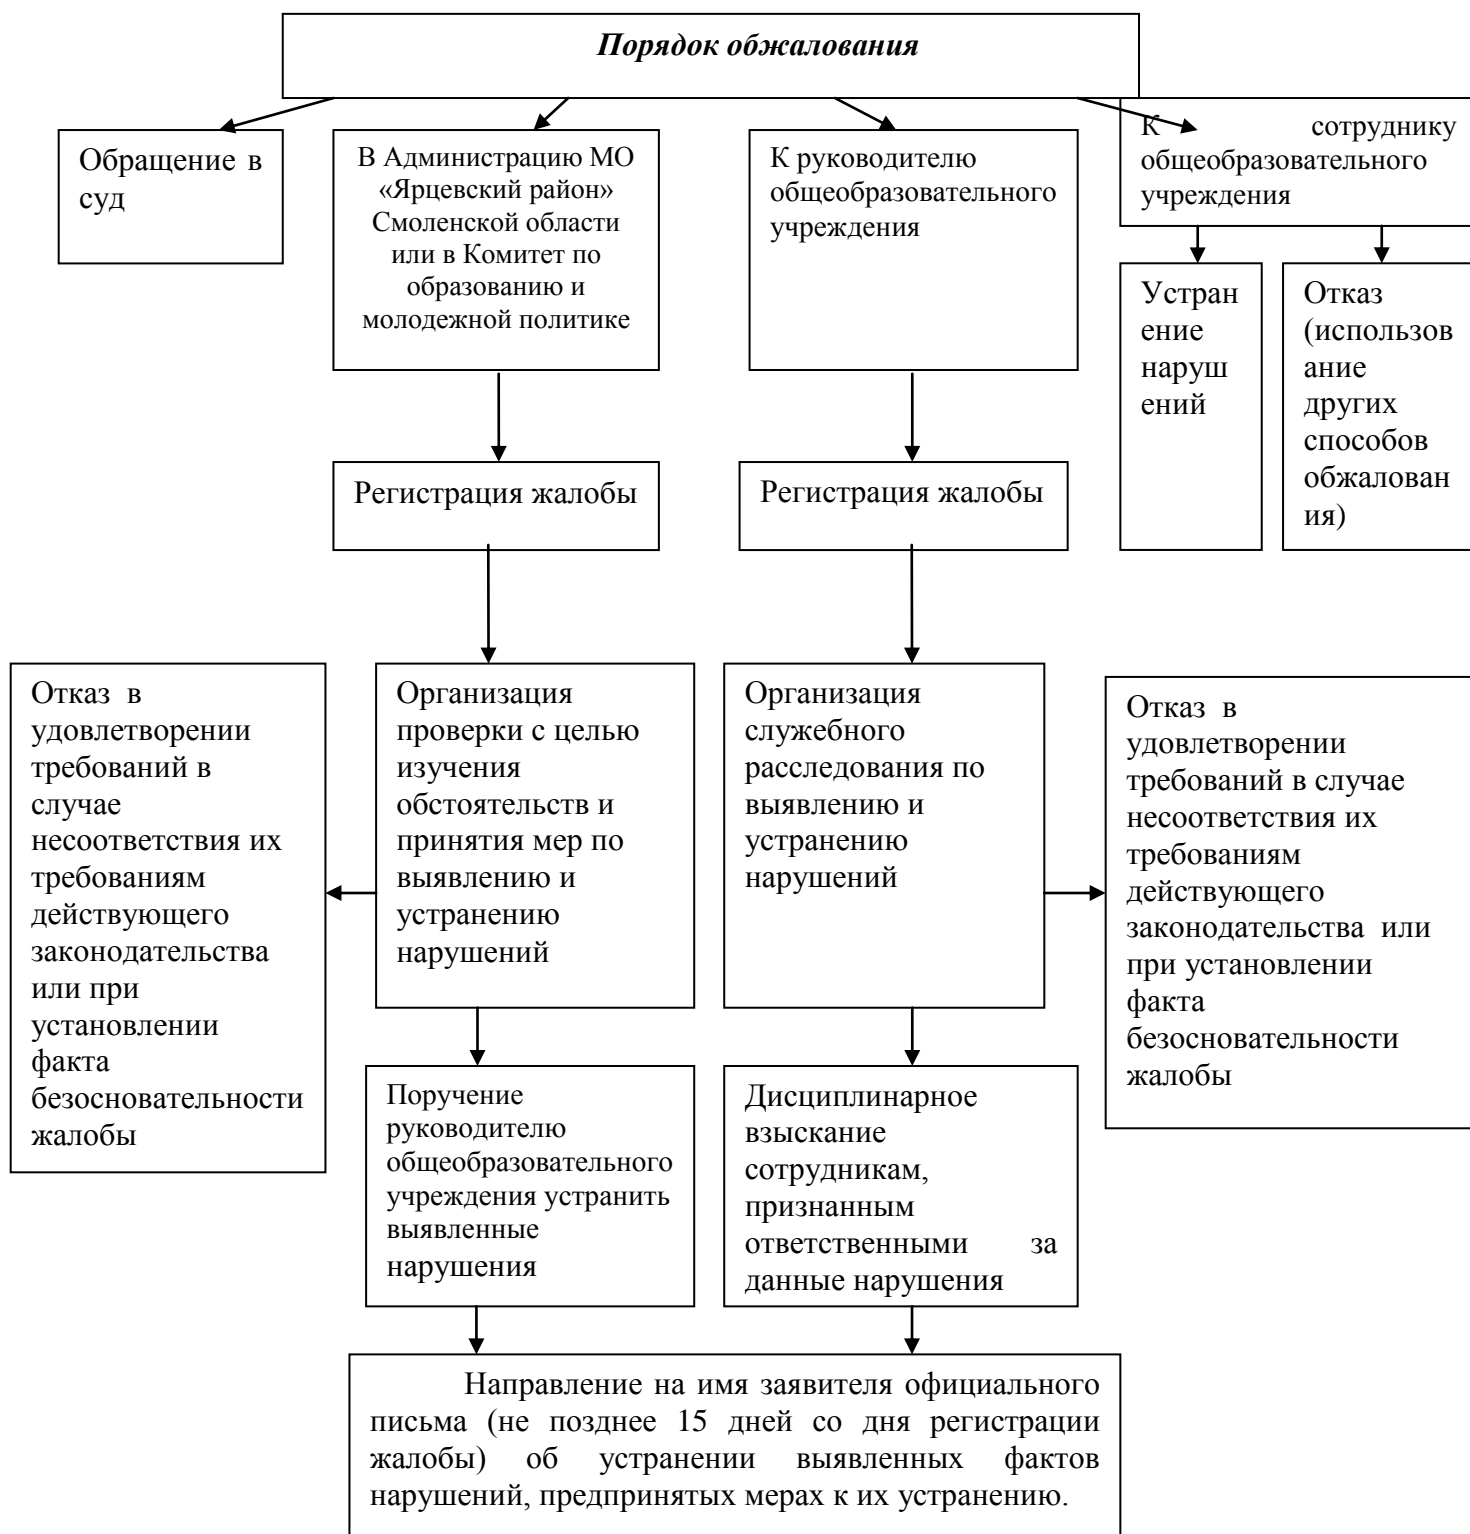 Порядок обжалования
Обращение в
суд
В Администрацию МО
«Ярцевский район»
Смоленской области
или в Комитет по
образованию и
молодежной политике
К руководителю
общеобразовательного
учреждения
К сотруднику
общеобразовательного
учреждения
Устран
ение
наруш
ений
Отказ
(использов
ание
других
способов
обжалован
ия)
Регистрация жалобы
Регистрация жалобы
Отказ в
удовлетворении
требований в
случае
несоответствия их
требованиям
действующего
законодательства
или при
установлении
факта
безосновательности
жалобы
Организация
проверки с целью
изучения
обстоятельств и
принятия мер по
выявлению и
устранению
нарушений
Организация
служебного
расследования по
выявлению и
устранению
нарушений
Отказ в
удовлетворении
требований в случае
несоответствия их
требованиям
действующего
законодательства или
при установлении
факта
безосновательности
жалобы
Поручение
руководителю
общеобразовательного
учреждения устранить
выявленные
нарушения
Дисциплинарное
взыскание
сотрудникам,
признанным
ответственными за
данные нарушения
Направление на имя заявителя официального
письма (не позднее 15 дней со дня регистрации
жалобы) об устранении выявленных фактов
нарушений, предпринятых мерах к их устранению.